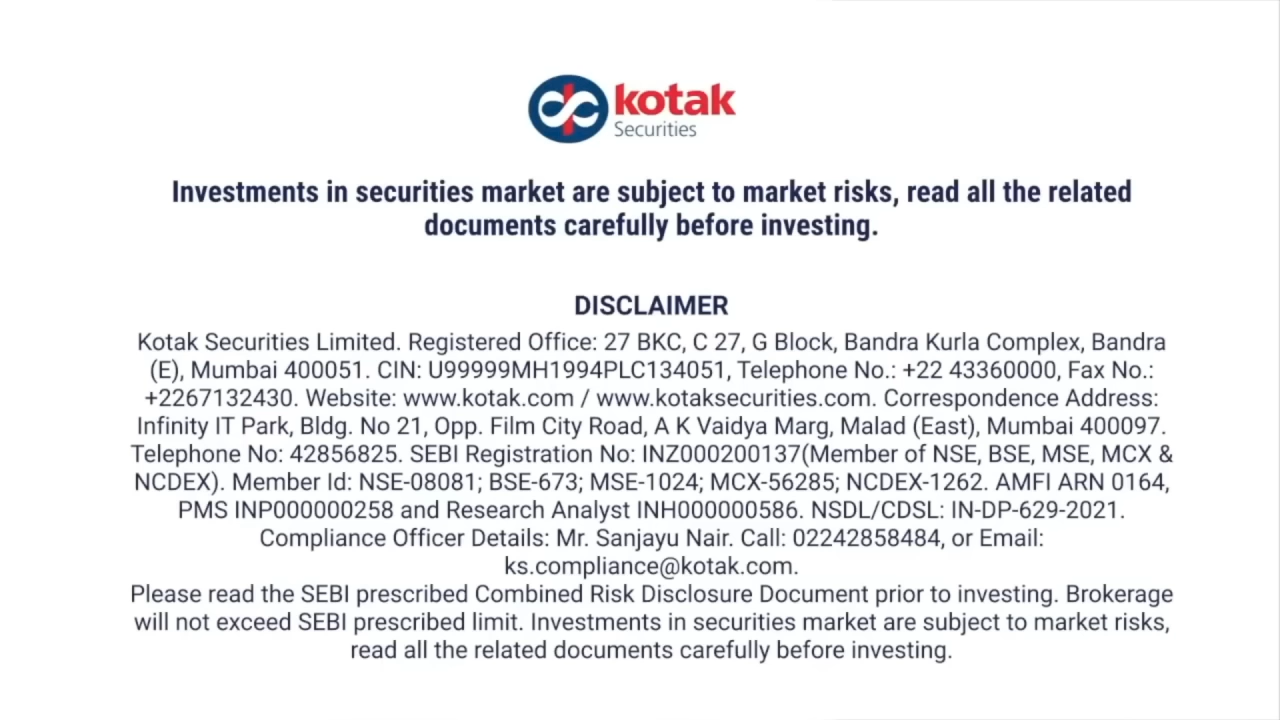 kotak
Securities
Investments in securities market are subject to market risks, read all the related
documents carefully before investing.
DISCLAIMER
Kotak Securities Limited. Registered Office: 27 BKC, C 27, G Block, Bandra Kurla Complex, Bandra
(E), Mumbai 400051. CIN: U99999MH1994PLC134051, Telephone No.: +22 43360000, Fax No.:
+2267132430. Website: www.kotak.com / www.kotaksecurities.com. Correspondence Address:
Infinity IT Park, Bldg. No 21, Opp. Film City Road, A K Vaidya Marg, Malad (East), Mumbai 400097.
Telephone No: 42856825. SEBI Registration No: INZ000200137(Member of NSE, BSE, MSE, MCX &
NCDEX). Member Id: NSE-08081; BSE-673; MSE-1024; MCX-56285; NCDEX-1262. AMFI ARN 0164,
PMS INP000000258 and Research Analyst INH000000586. NSDL/CDSL: IN-DP-629-2021.
Compliance Officer Details: Mr. Sanjayu Nair. Call: 02242858484, or Email:
ks.compliance@kotak.com.
Please read the SEBI prescribed Combined Risk Disclosure Document prior to investing. Brokerage
will not exceed SEBI prescribed limit. Investments in securities market are subject to market risks,
read all the related documents carefully before investing.